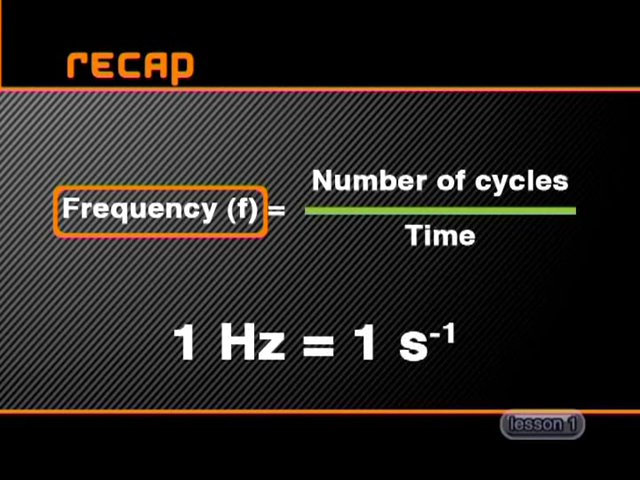 recap
Number of cycles
Frequency (f) =
Time
1 Hz = 1 s⁻¹
lesson 1